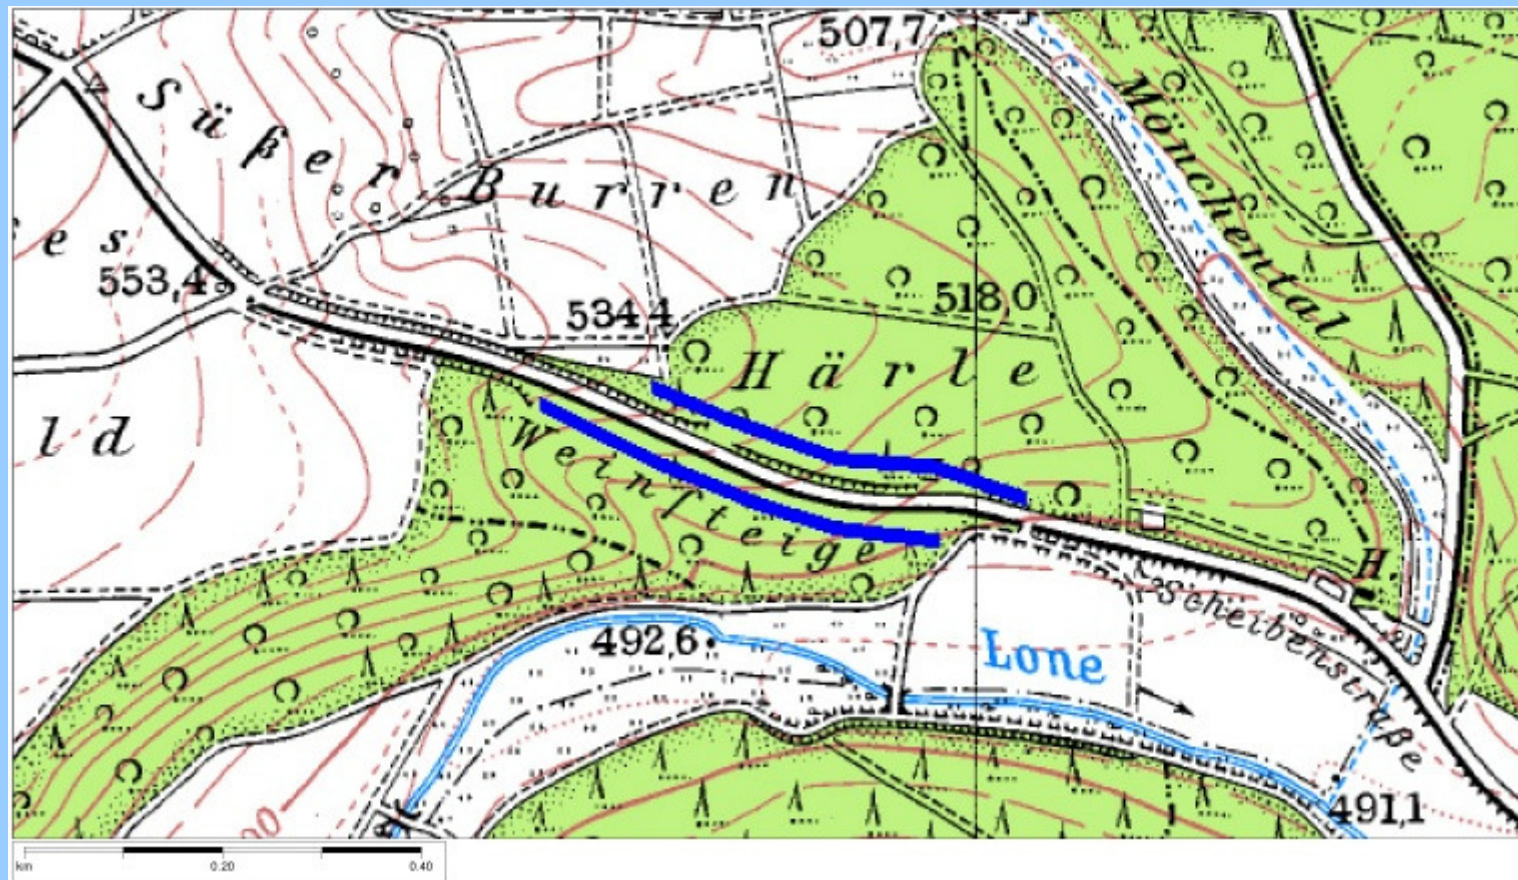 507,7
Mönchental
Süßer
Burren
es
553,4
534,4
518,0
Härle
ld
Weinsteige
H.
Scheibenstraße
492,6
Lone
491,1
00
km
0.20
0.40